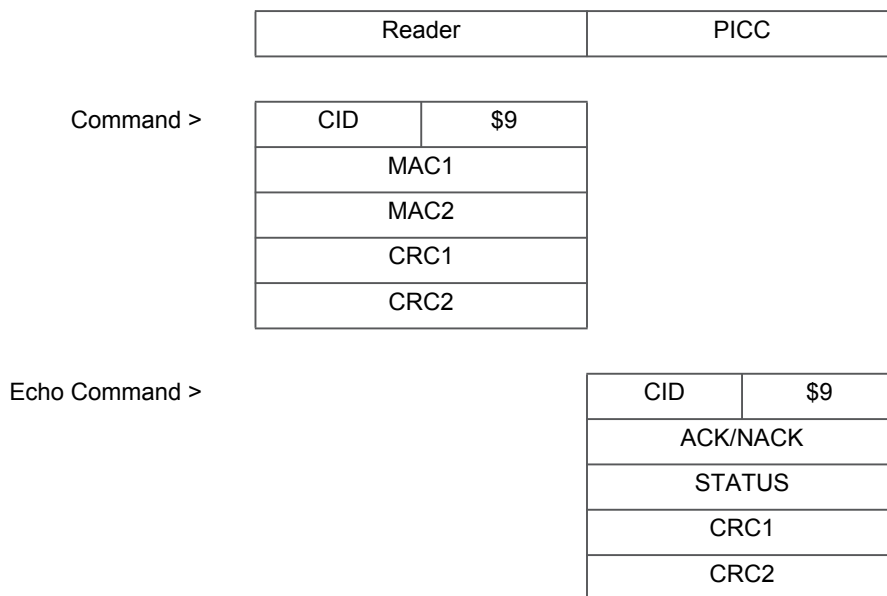 Reader PICC
Command > CID $9
MAC1
MAC2
CRC1
CRC2
Echo Command > CID $9
ACK/NACK
STATUS
CRC1
CRC2